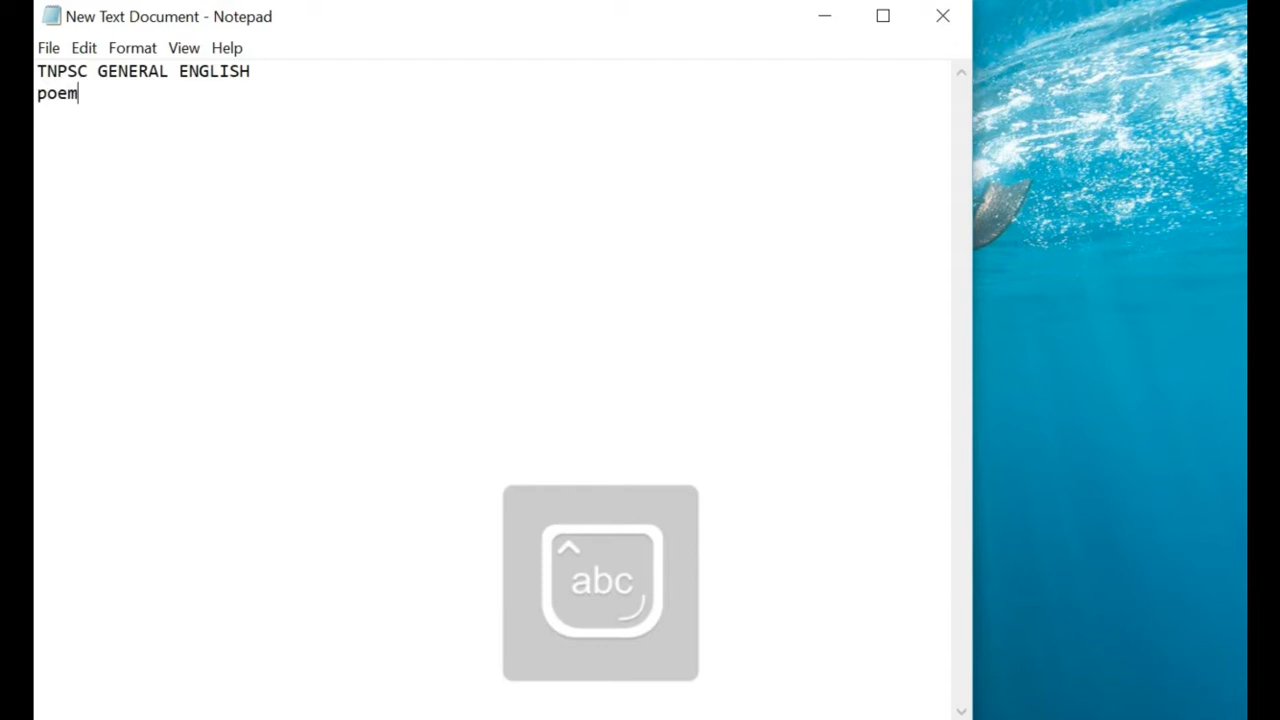 New Text Document - Notepad
File Edit Format View Help
TNPSC GENERAL ENGLISH
poem
abc